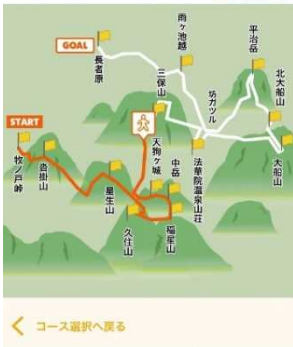 雨ヶ池越
平治岳
GOAL
長者原
三俣山
坊ガツル
北大船山
START
牧ノ戸峠
沓掛山
天狗ヶ城
中岳
法華院温泉山荘
大船山
星生山
久住山
稲星山
コース選択へ戻る